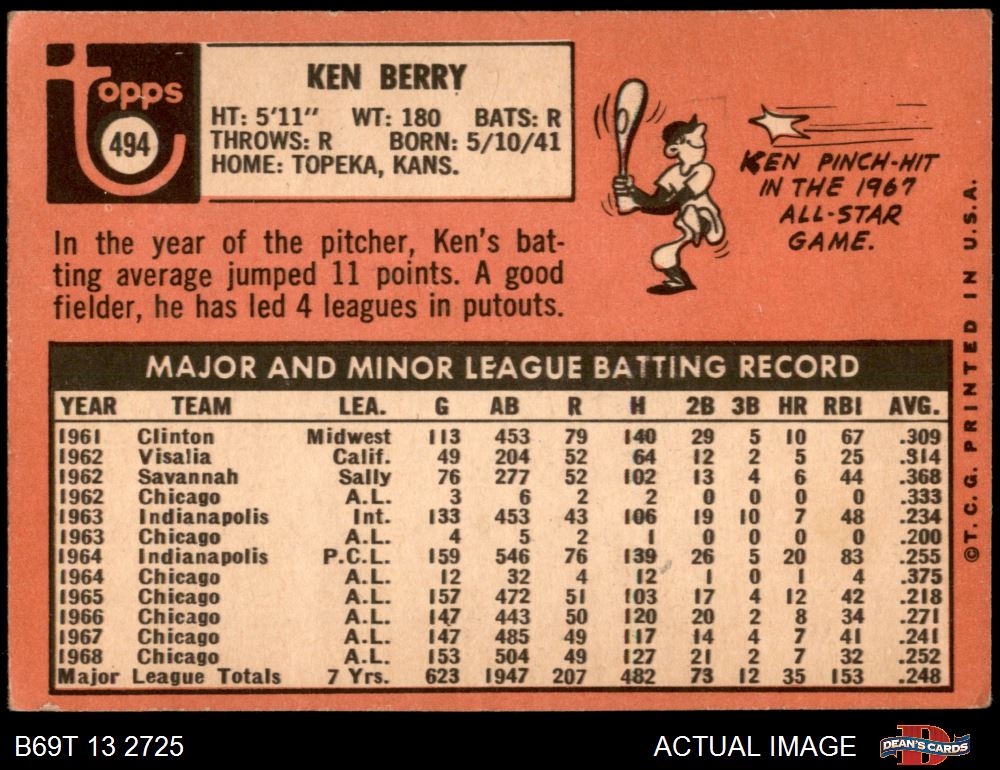 Topps
494
KEN BERRY
HT: 5'11" WT: 180 BATS: R
THROWS: R BORN: 5/10/41
HOME: TOPEKA, KANS.
KEN PINCH-HIT
IN THE 1967
ALL-STAR
GAME.
In the year of the pitcher, Ken's bat-
ting average jumped 11 points. A good
fielder, he has led 4 leagues in putouts.
MAJOR AND MINOR LEAGUE BATTING RECORD
YEAR TEAM LEA. G AB R H 2B 3B HR RBI AVG.
1961 Clinton Midwest 113 453 79 140 29 5 10 67 .309
1962 Visalia Calif. 49 204 52 64 12 2 5 25 .314
1962 Savannah Sally 76 277 52 102 13 4 6 44 .368
1962 Chicago A.L. 3 6 2 2 0 0 0 0 .333
1963 Indianapolis Int. 133 453 43 106 19 10 7 48 .234
1963 Chicago A.L. 4 5 2 1 0 0 0 0 .200
1964 Indianapolis P.C.L. 159 546 76 139 26 5 20 83 .255
1964 Chicago A.L. 12 32 4 12 1 0 1 4 .375
1965 Chicago A.L. 157 472 51 103 17 4 12 42 .218
1966 Chicago A.L. 147 443 50 120 20 2 8 34 .271
1967 Chicago A.L. 147 485 49 117 14 4 7 41 .241
1968 Chicago A.L. 153 504 49 127 21 2 7 32 .252
Major League Totals 7 Yrs. 623 1947 207 482 73 12 35 153 .248
©T. C. G. PRINTED IN U.S.A.
B69T 13 2725
ACTUAL IMAGE
DEAN'S CARDS